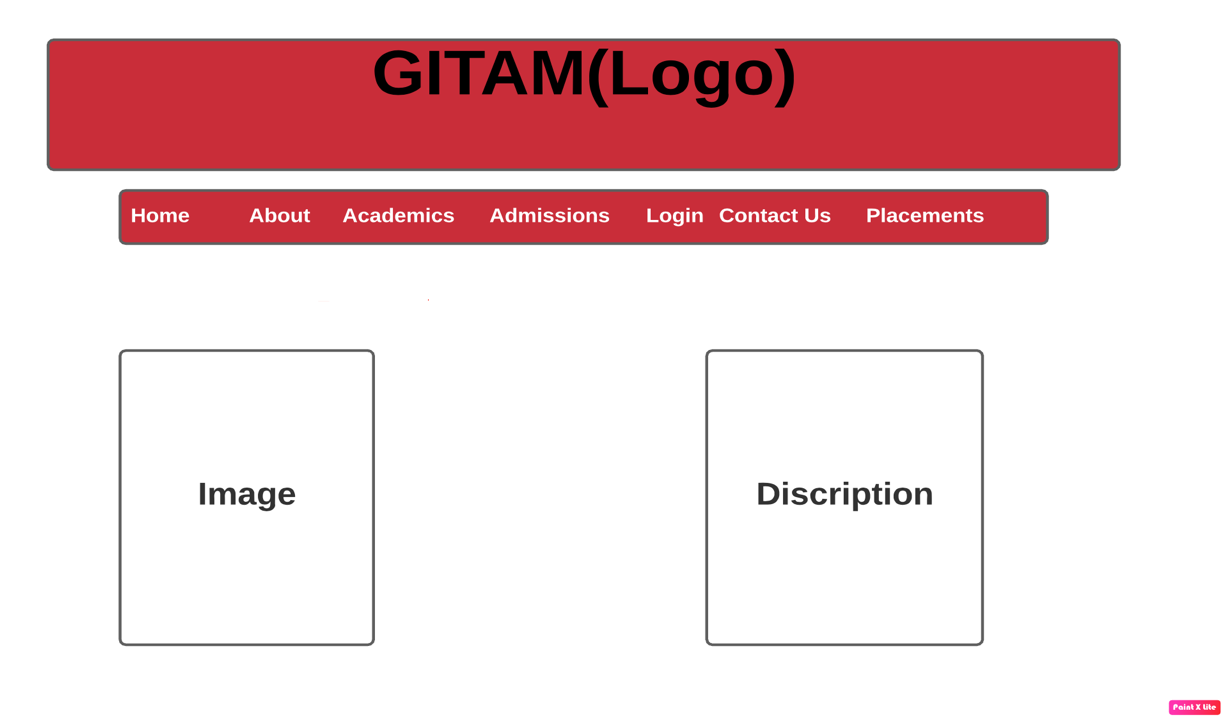 GITAM(Logo)
Home About Academics Admissions Login Contact Us Placements
Image
Discription
Paint X lite